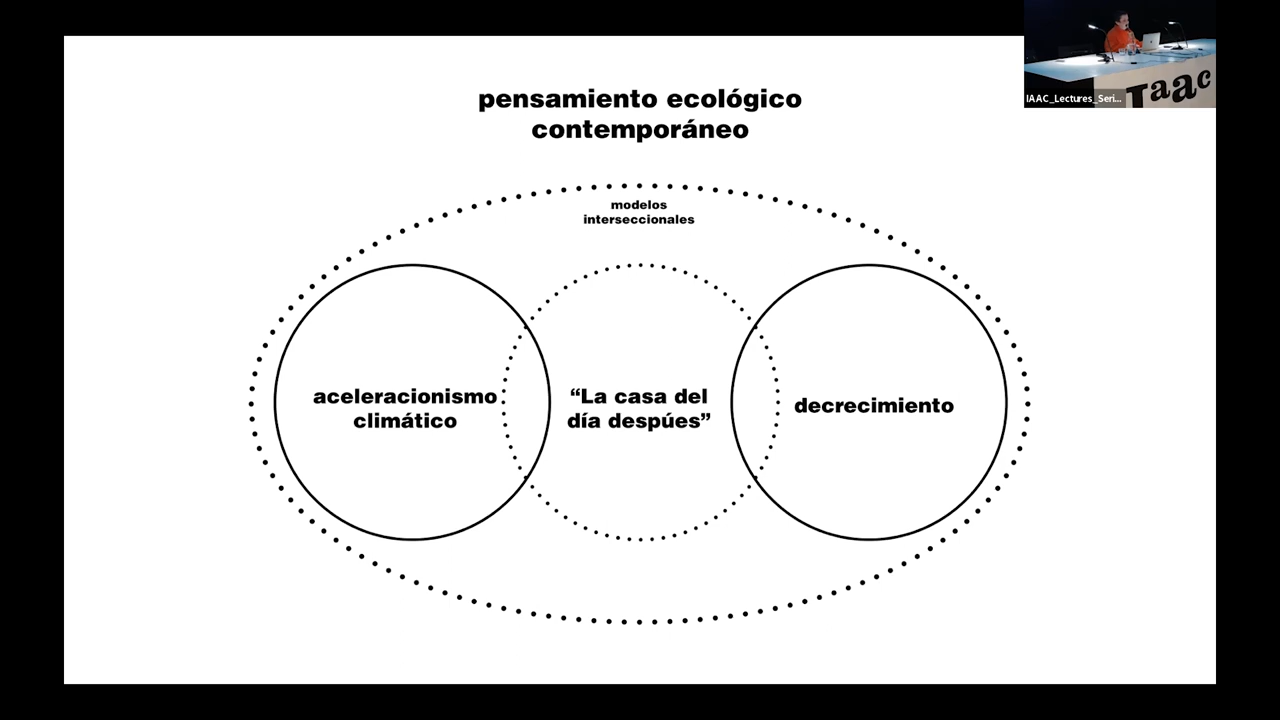 pensamiento ecológico
contemporáneo
modelos
interseccionales
aceleracionismo
climático
“La casa del
día despúes”
decrecimiento
IAAC_Lectures_Seri...
Iaac